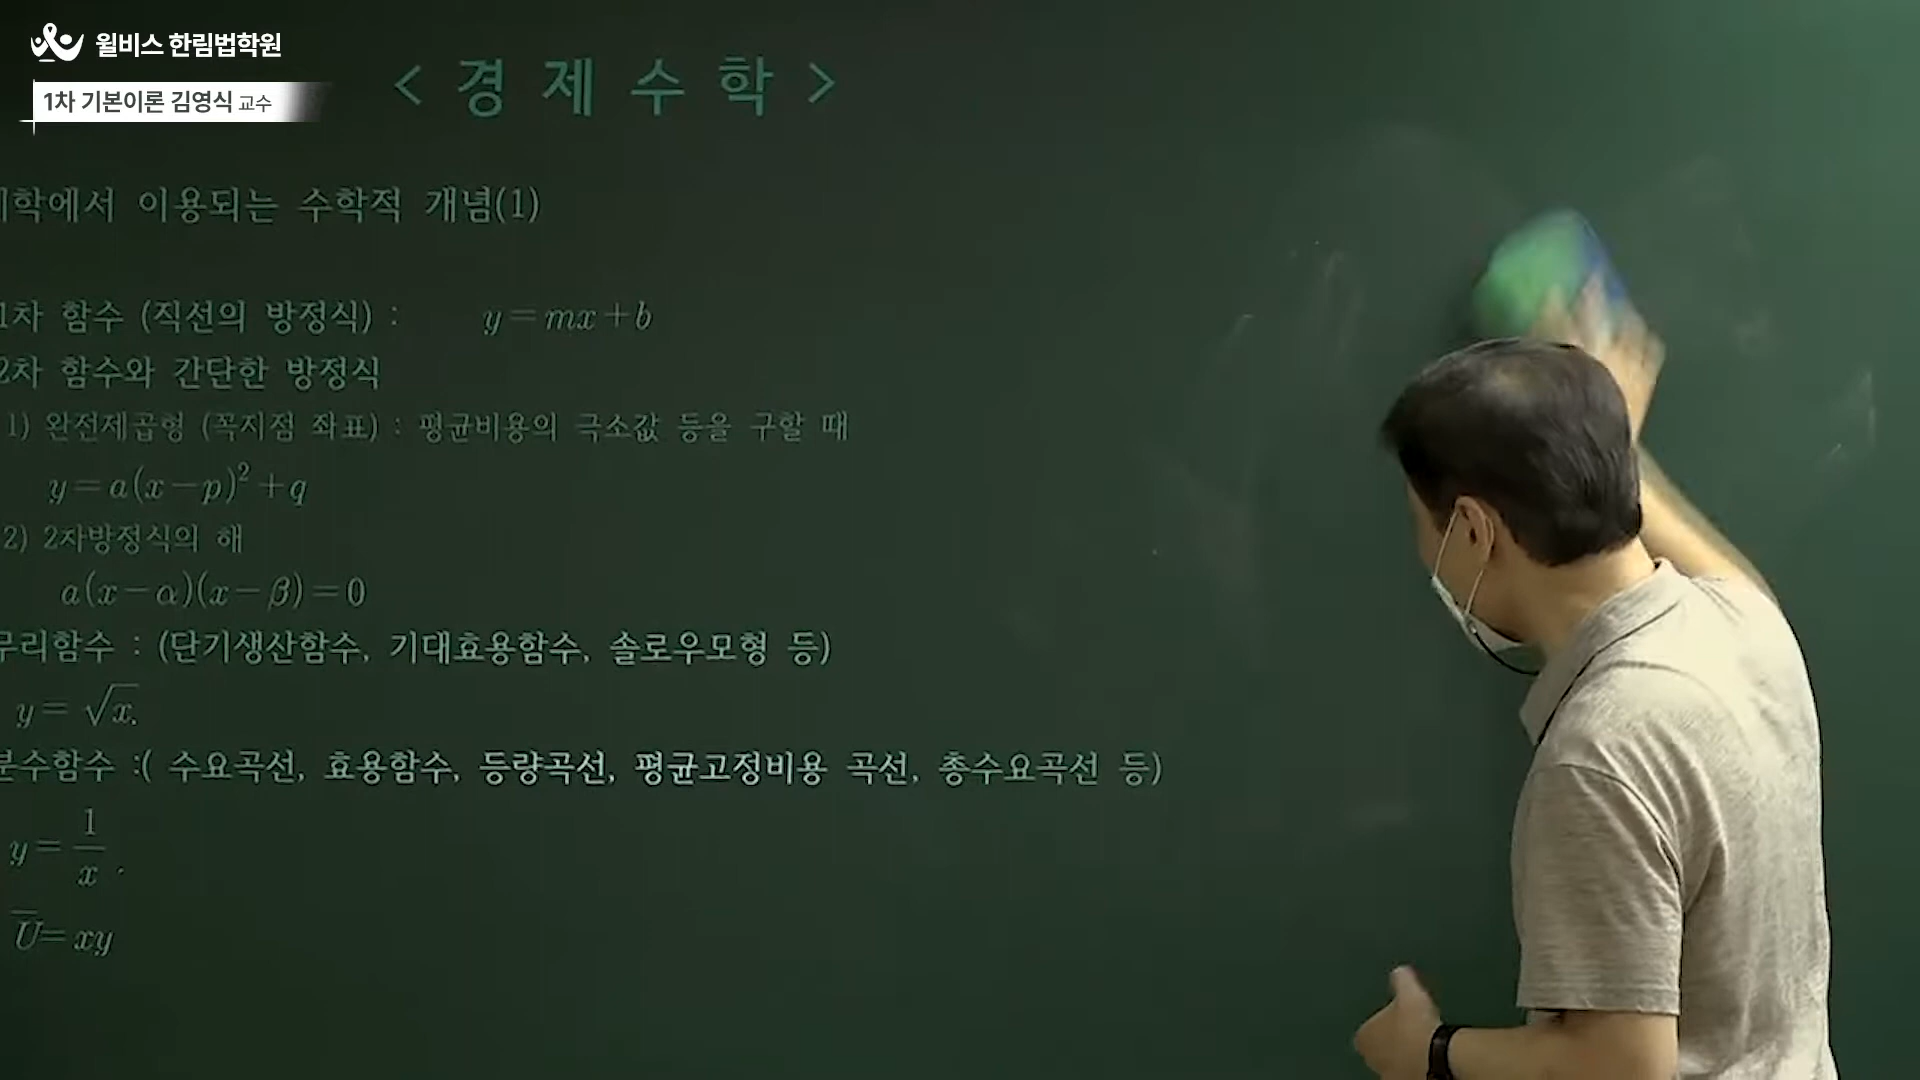 윌비스 한림법학원
1차 기본이론 김영식 교수
< 경 제 수 학 >
제학에서 이용되는 수학적 개념(1)
1차 함수 (직선의 방정식) : y = mx + b
2차 함수와 간단한 방정식
1) 완전제곱형 (꼭지점 좌표) : 평균비용의 극소값 등을 구할 때
y = a(x − p)² + q
2) 2차방정식의 해
a(x − α)(x − β) = 0
무리함수 : (단기생산함수, 기대효용함수, 솔로우모형 등)
y = √x.
분수함수 :( 수요곡선, 효용함수, 등량곡선, 평균고정비용 곡선, 총수요곡선 등)
y = 1/x .
U̅ = xy